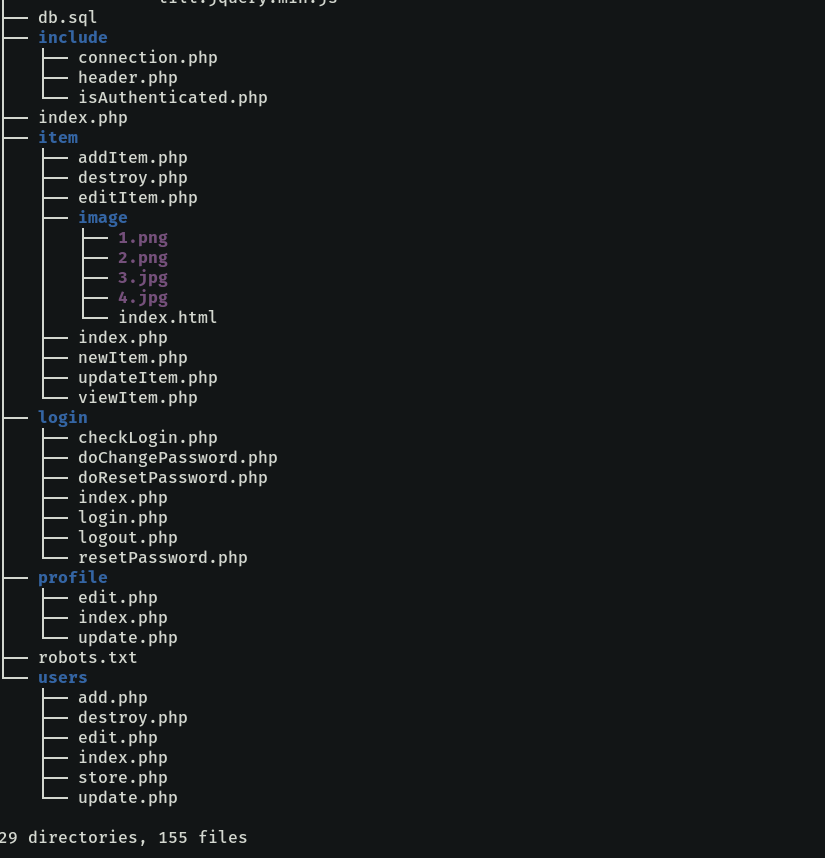 tilt.jquery.min.js
├── db.sql
├── include
│   ├── connection.php
│   ├── header.php
│   └── isAuthenticated.php
├── index.php
├── item
│   ├── addItem.php
│   ├── destroy.php
│   ├── editItem.php
│   ├── image
│   │   ├── 1.png
│   │   ├── 2.png
│   │   ├── 3.jpg
│   │   ├── 4.jpg
│   │   └── index.html
│   ├── index.php
│   ├── newItem.php
│   ├── updateItem.php
│   └── viewItem.php
├── login
│   ├── checkLogin.php
│   ├── doChangePassword.php
│   ├── doResetPassword.php
│   ├── index.php
│   ├── login.php
│   ├── logout.php
│   └── resetPassword.php
├── profile
│   ├── edit.php
│   ├── index.php
│   └── update.php
├── robots.txt
└── users
    ├── add.php
    ├── destroy.php
    ├── edit.php
    ├── index.php
    ├── store.php
    └── update.php
29 directories, 155 files